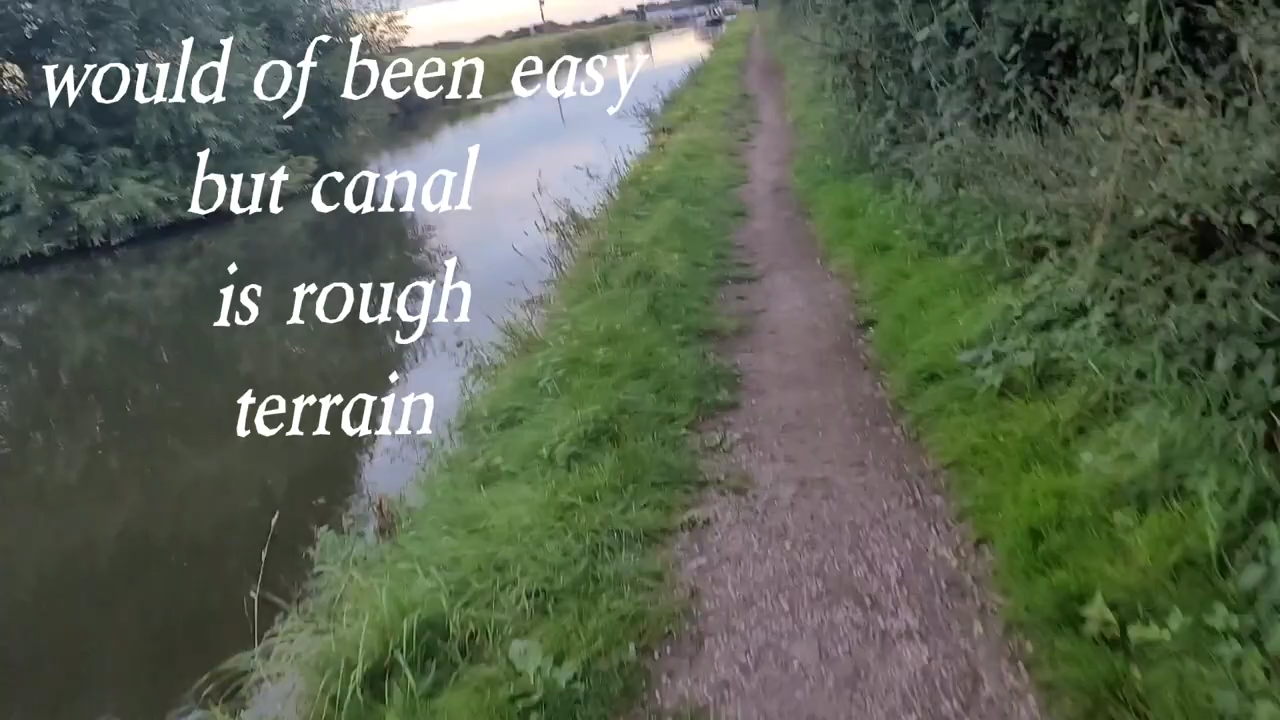 would of been easy
but canal
is rough
terrain